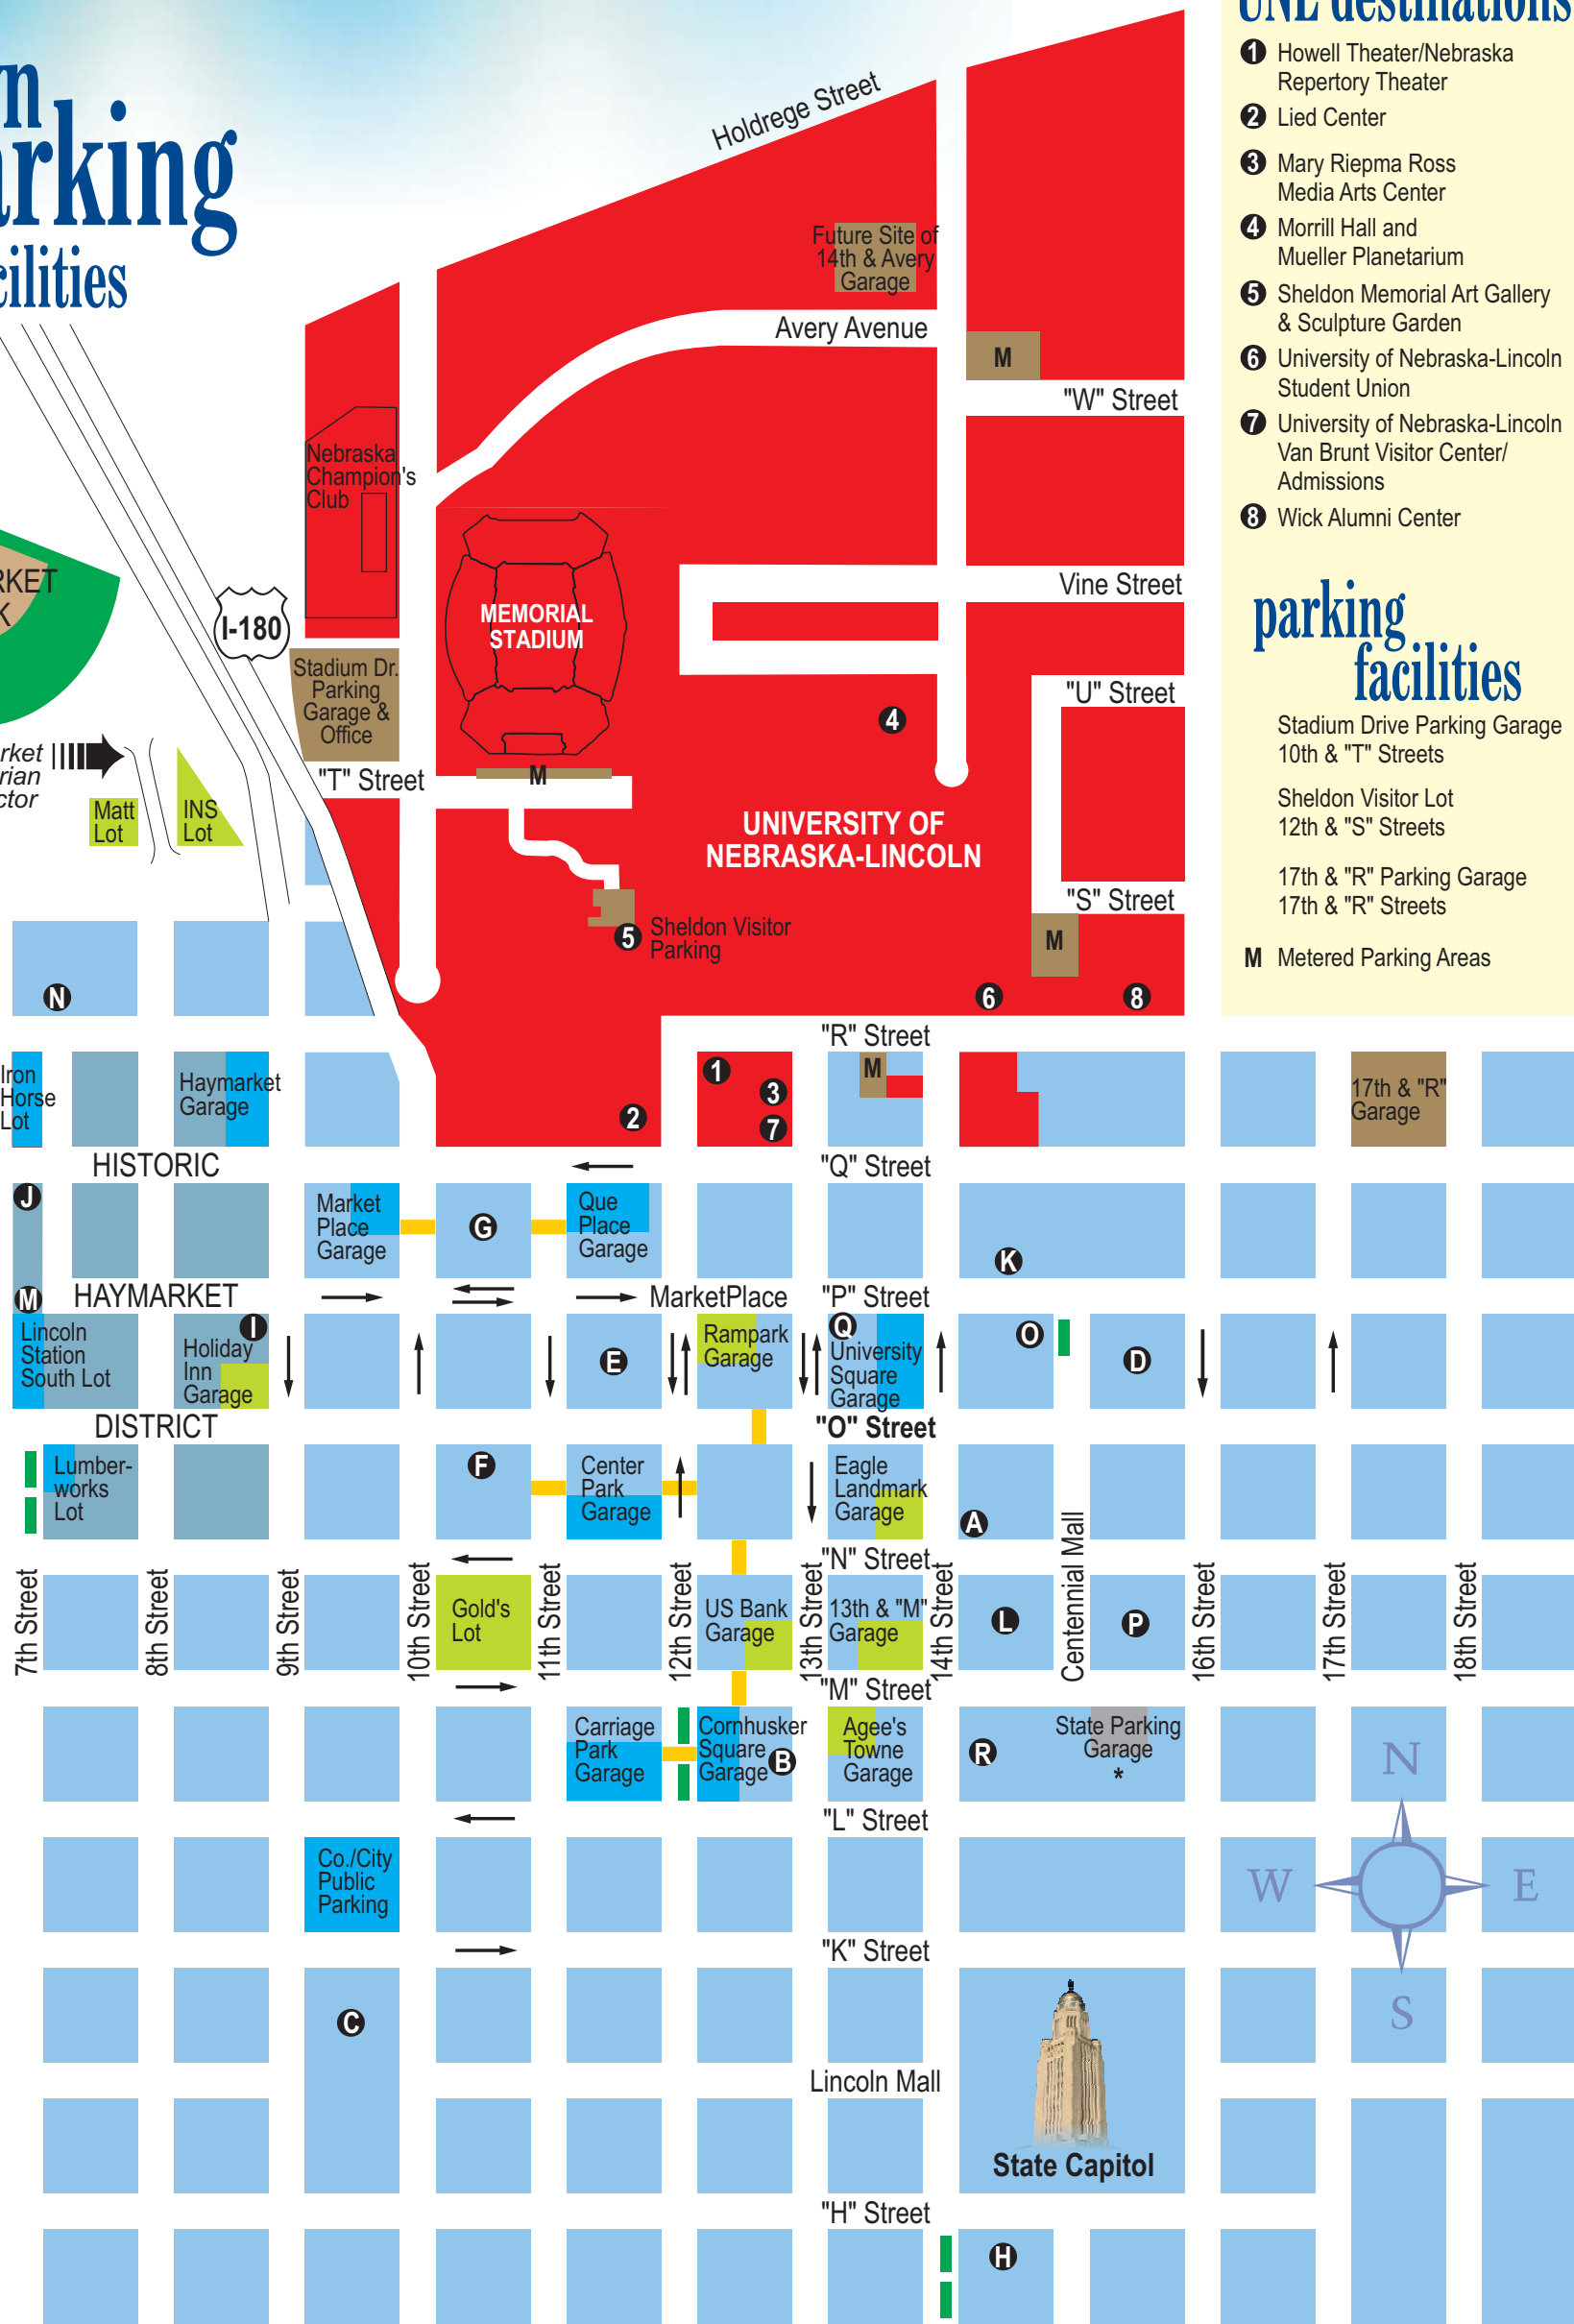 UNL destinations
1 Howell Theater/Nebraska
Repertory Theater
2 Lied Center
3 Mary Riepma Ross
Media Arts Center
4 Morrill Hall and
Mueller Planetarium
5 Sheldon Memorial Art Gallery
& Sculpture Garden
6 University of Nebraska-Lincoln
Student Union
7 University of Nebraska-Lincoln
Van Brunt Visitor Center/
Admissions
8 Wick Alumni Center
parking
facilities
Stadium Drive Parking Garage
10th & "T" Streets
Sheldon Visitor Lot
12th & "S" Streets
17th & "R" Parking Garage
17th & "R" Streets
M Metered Parking Areas
n
arking
cilities
Holdrege Street
Future Site of
14th & Avery
Garage
Avery Avenue
M
"W" Street
Nebraska
Champion's
Club
RKET
K
I-180
MEMORIAL
STADIUM
Vine Street
Stadium Dr.
Parking
Garage &
Office
"U" Street
4
rket
rian
ctor
"T" Street
M
Matt
Lot
INS
Lot
UNIVERSITY OF
NEBRASKA-LINCOLN
"S" Street
5
Sheldon Visitor
Parking
M
N
6
8
"R" Street
Iron
Horse
Lot
Haymarket
Garage
1
3
7
2
M
17th & "R"
Garage
HISTORIC
"Q" Street
J
Market
Place
Garage
G
Que
Place
Garage
K
M
HAYMARKET
MarketPlace
"P" Street
Lincoln
Station
South Lot
I
Holiday
Inn
Garage
E
Rampark
Garage
Q
University
Square
Garage
O
D
DISTRICT
"O" Street
Lumber-
works
Lot
F
Center
Park
Garage
Eagle
Landmark
Garage
A
"N" Street
7th Street
8th Street
9th Street
10th Street
11th Street
12th Street
13th Street
14th Street
Centennial Mall
16th Street
17th Street
18th Street
Gold's
Lot
US Bank
Garage
13th & "M"
Garage
L
P
"M" Street
Carriage
Park
Garage
Cornhusker
Square
Garage
B
Agee's
Towne
Garage
R
State Parking
Garage
*
N
"L" Street
Co./City
Public
Parking
W
E
"K" Street
C
S
Lincoln Mall
State Capitol
"H" Street
H